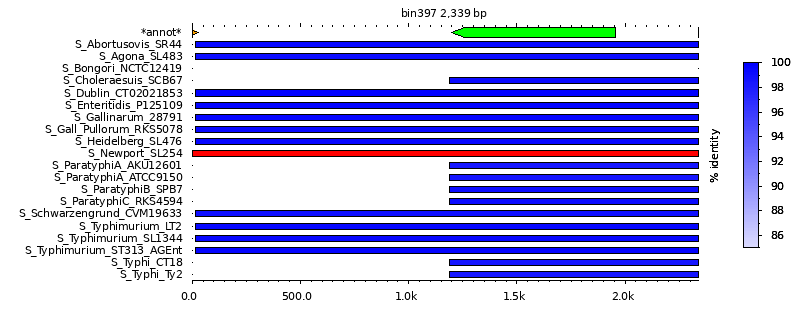 bin397 2,339 bp
*annot*
S_Abortusovis_SR44
S_Agona_SL483
S_Bongori_NCTC12419
S_Choleraesuis_SCB67
S_Dublin_CT02021853
S_Enteritidis_P125109
S_Gallinarum_28791
S_Gall_Pullorum_RKS5078
S_Heidelberg_SL476
S_Newport_SL254
S_ParatyphiA_AKU12601
S_ParatyphiA_ATCC9150
S_ParatyphiB_SPB7
S_ParatyphiC_RKS4594
S_Schwarzengrund_CVM19633
S_Typhimurium_LT2
S_Typhimurium_SL1344
S_Typhimurium_ST313_AGEnt
S_Typhi_CT18
S_Typhi_Ty2
0.0 500.0 1.0k 1.5k 2.0k
% identity
100
98
96
94
92
90
88
86